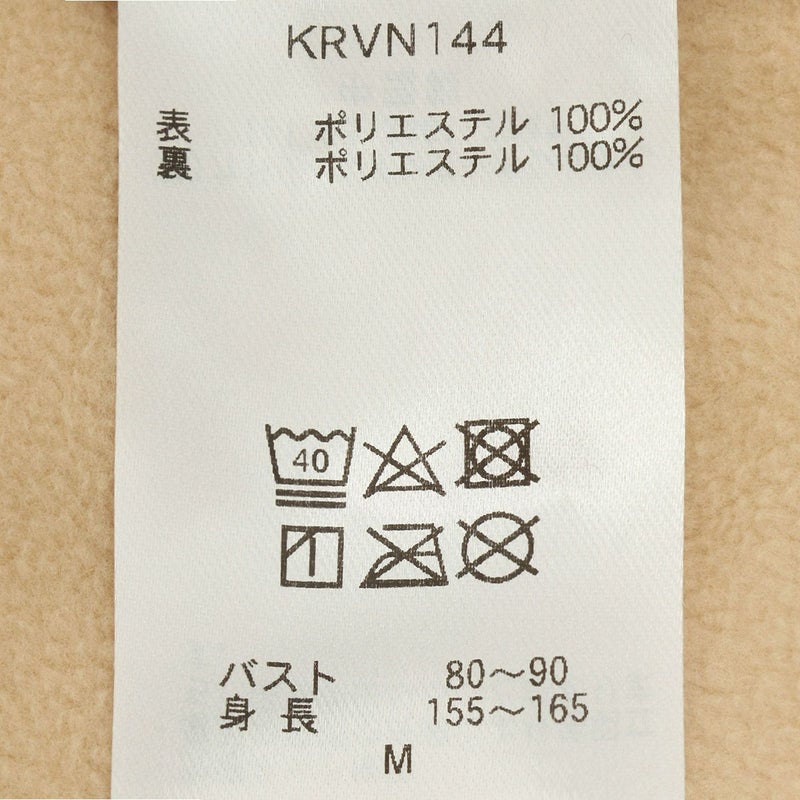 KRVN144
表 ポリエステル 100%
裏 ポリエステル 100%
40
バスト 80～90
身長 155～165
M